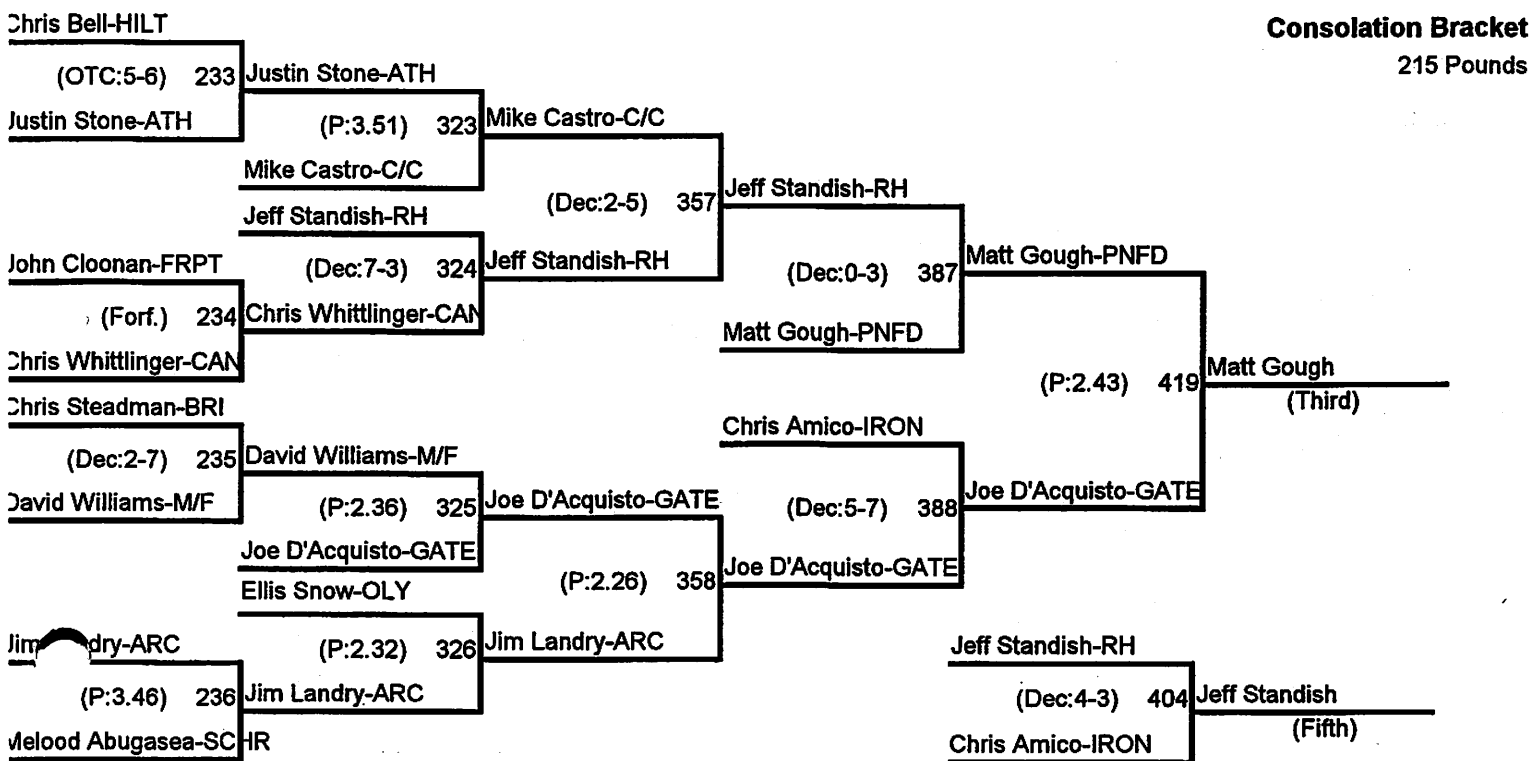 Consolation Bracket
215 Pounds
Chris Bell-HILT
(OTC:5-6) 233
Justin Stone-ATH
Justin Stone-ATH
(P:3.51) 323
Mike Castro-C/C
Mike Castro-C/C
(Dec:2-5) 357
Jeff Standish-RH
Jeff Standish-RH
(Dec:7-3) 324
Jeff Standish-RH
John Cloonan-FRPT
(Forf.) 234
Chris Whittlinger-CAN
Chris Whittlinger-CAN
(Dec:0-3) 387
Matt Gough-PNFD
Matt Gough-PNFD
(P:2.43) 419
Matt Gough
(Third)
Chris Steadman-BRI
(Dec:2-7) 235
David Williams-M/F
David Williams-M/F
(P:2.36) 325
Joe D'Acquisto-GATE
Joe D'Acquisto-GATE
(P:2.26) 358
Joe D'Acquisto-GATE
Chris Amico-IRON
(Dec:5-7) 388
Joe D'Acquisto-GATE
Ellis Snow-OLY
(P:2.32) 326
Jim Landry-ARC
Jim dry-ARC
(P:3.46) 236
Jim Landry-ARC
Melood Abugasea-SCHR
Jeff Standish-RH
(Dec:4-3) 404
Jeff Standish
(Fifth)
Chris Amico-IRON